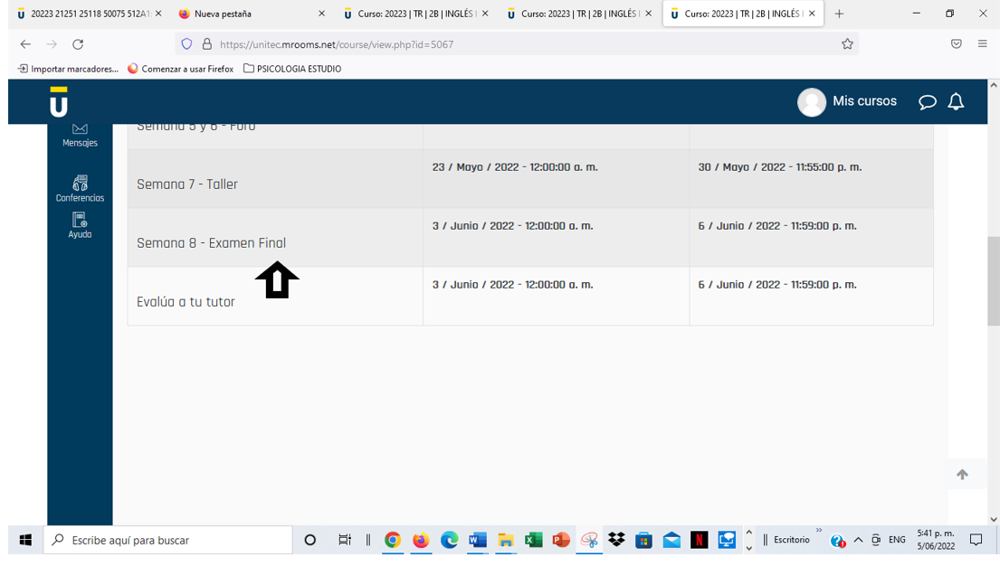 20223 21251 25118 50075 512A1:
Nueva pestaña
Curso: 20223 | TR | 2B | INGLÉS I
Curso: 20223 | TR | 2B | INGLÉS I
Curso: 20223 | TR | 2B | INGLÉS I
https://unitec.mrooms.net/course/view.php?id=5067
Importar marcadores...
Comenzar a usar Firefox
PSICOLOGIA ESTUDIO
Mis cursos
Mensajes
Semana 5 y 6 - Foro
Conferencias
Ayuda
Semana 7 - Taller
23 / Mayo / 2022 - 12:00:00 a. m.
30 / Mayo / 2022 - 11:55:00 p. m.
Semana 8 - Examen Final
3 / Junio / 2022 - 12:00:00 a. m.
6 / Junio / 2022 - 11:59:00 p. m.
Evalúa a tu tutor
3 / Junio / 2022 - 12:00:00 a. m.
6 / Junio / 2022 - 11:59:00 p. m.
Escribe aquí para buscar
Escritorio
ENG
5:41 p. m.
5/06/2022